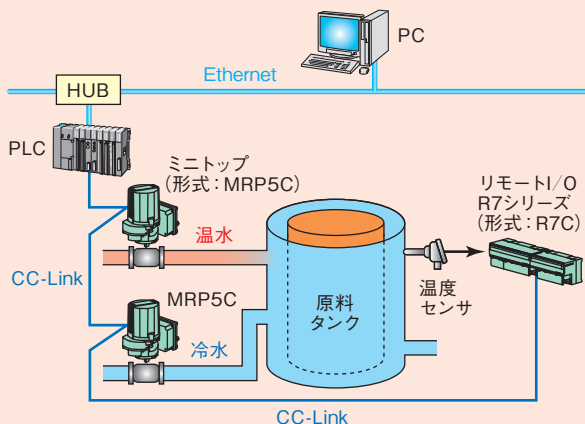 PC
Ethernet
HUB
PLC
ミニトップ
(形式:MRP5C)
リモートI/O
R7シリーズ
(形式:R7C)
温水
CC-Link
MRP5C
原料
タンク
温度
センサ
冷水
CC-Link